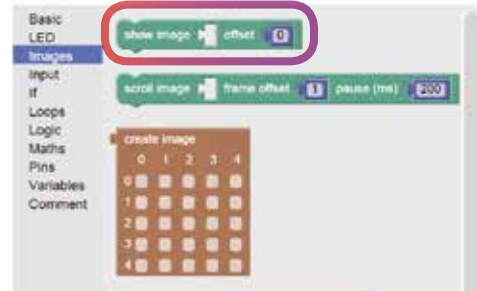 Basic
LED
Images
Input
If
Loops
Logic
Maths
Pins
Variables
Comment
show image offset 0
scroll image frame offset 1 pause (ms) 200
create image
0 1 2 3 4
0
1
2
3
4